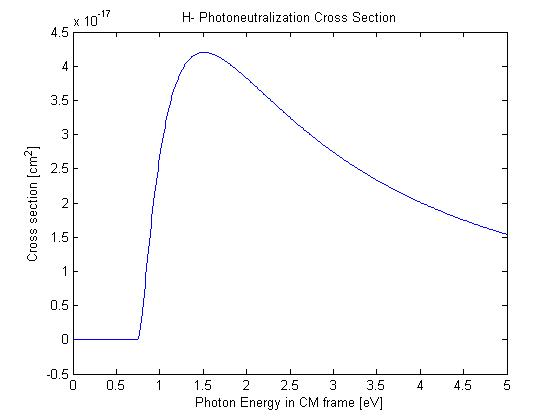 x 10^-17
H- Photoneutralization Cross Section
4.5
4
3.5
3
2.5
2
1.5
1
0.5
0
-0.5
Cross section [cm^2]
0 0.5 1 1.5 2 2.5 3 3.5 4 4.5 5
Photon Energy in CM frame [eV]